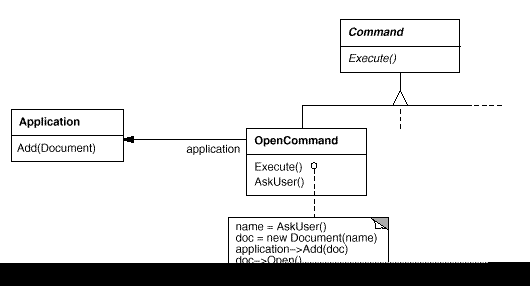 Command
Execute()
Application
Add(Document)
application
OpenCommand
Execute()
AskUser()
name = AskUser()
doc = new Document(name)
application->Add(doc)
doc->Open()